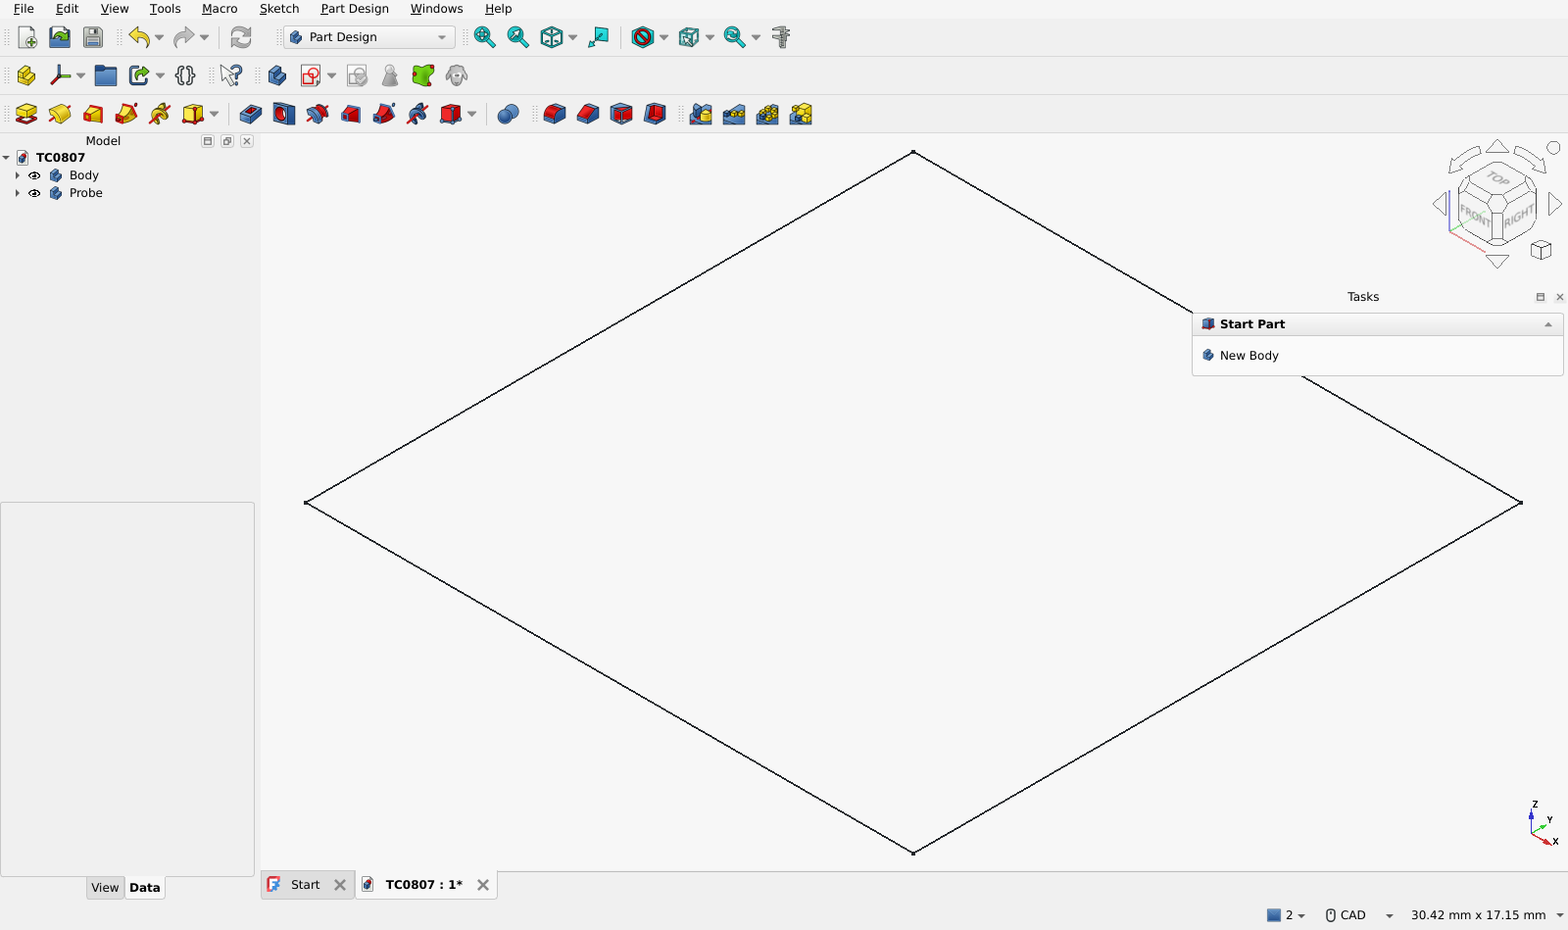 File Edit View Tools Macro Sketch Part Design Windows Help
Part Design
Model
TC0807
Body
Probe
TOP
FRONT
RIGHT
Tasks
Start Part
New Body
Z
Y
X
View Data
Start
TC0807 : 1*
2
CAD
30.42 mm x 17.15 mm